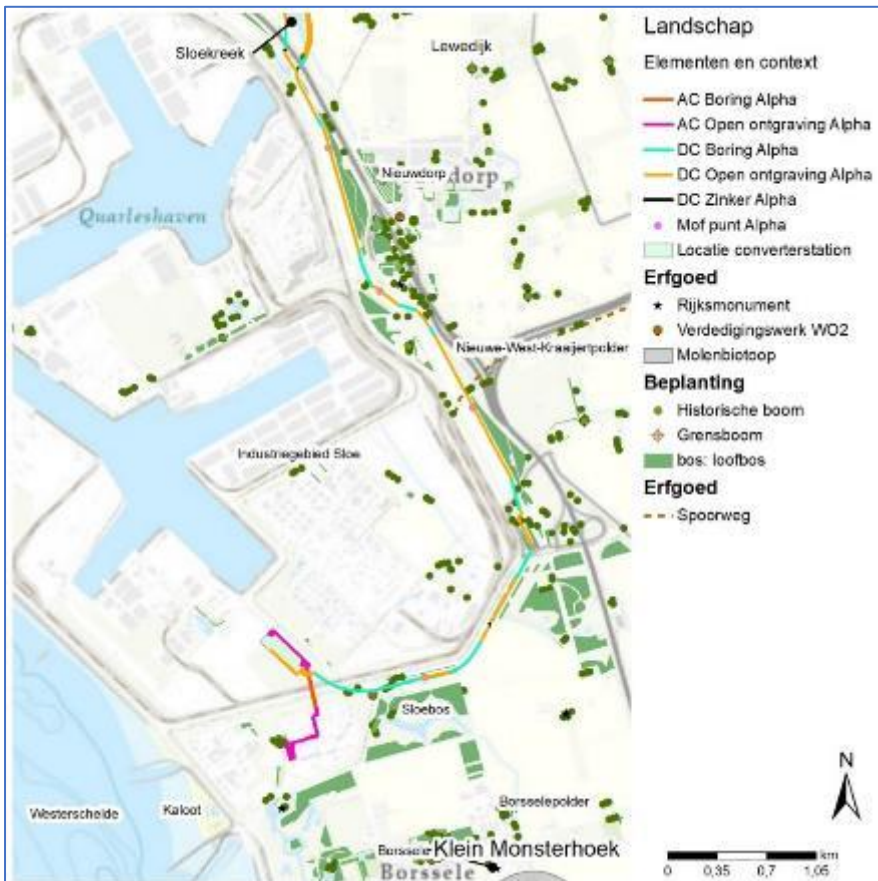 Sloekreek
Lewedijk
Nieuwdorp
dorp
Quarleshaven
Nieuwe-West-Kraaijertpolder
Industriegebied Sloe
Sloebos
Westerschelde
Kaloot
Borsselepolder
Borssele
Klein Monsterhoek
Borssele
Landschap
Elementen en context
AC Boring Alpha
AC Open ontgraving Alpha
DC Boring Alpha
DC Open ontgraving Alpha
DC Zinker Alpha
Mof punt Alpha
Locatie converterstation
Erfgoed
Rijksmonument
Verdedigingswerk WO2
Molenbiotoop
Beplanting
Historische boom
Grensboom
bos: loofbos
Erfgoed
Spoorweg
N
km
0 0,35 0,7 1,05